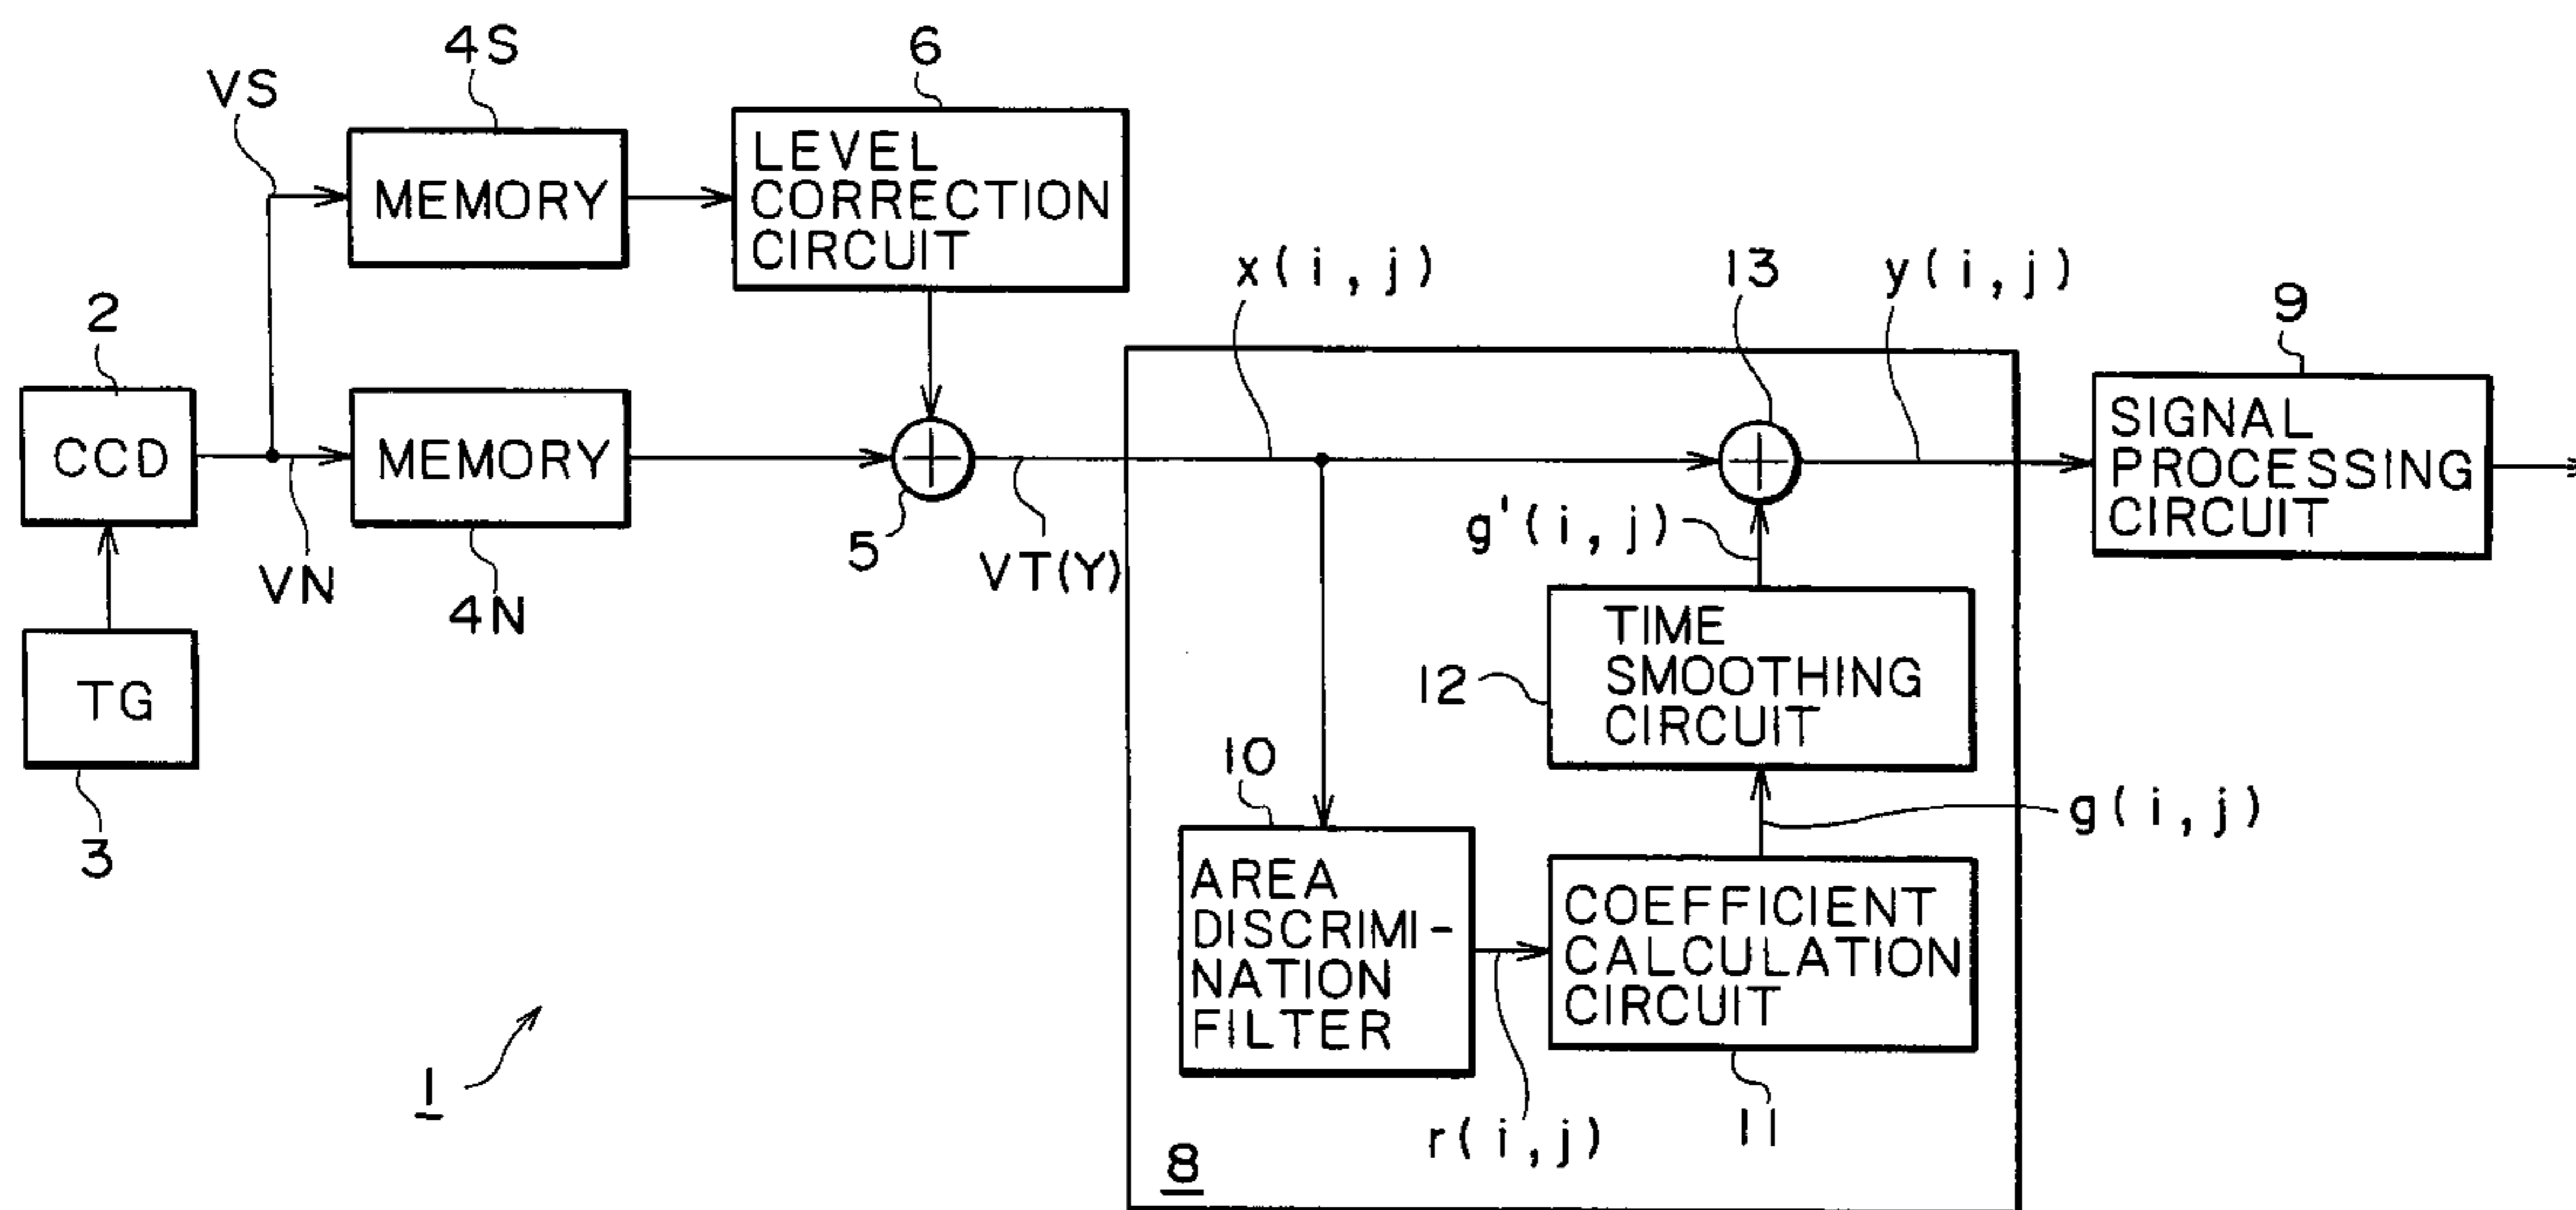 4S
6
VS
MEMORY
LEVEL
CORRECTION
CIRCUIT
x(i,j)
13
y(i,j)
9
2
CCD
MEMORY
SIGNAL
PROCESSING
CIRCUIT
VN
4N
5
VT(Y)
g'(i,j)
TG
3
TIME
SMOOTHING
CIRCUIT
12
10
g(i,j)
AREA
DISCRIMI-
NATION
FILTER
COEFFICIENT
CALCULATION
CIRCUIT
1
r(i,j)
11
8